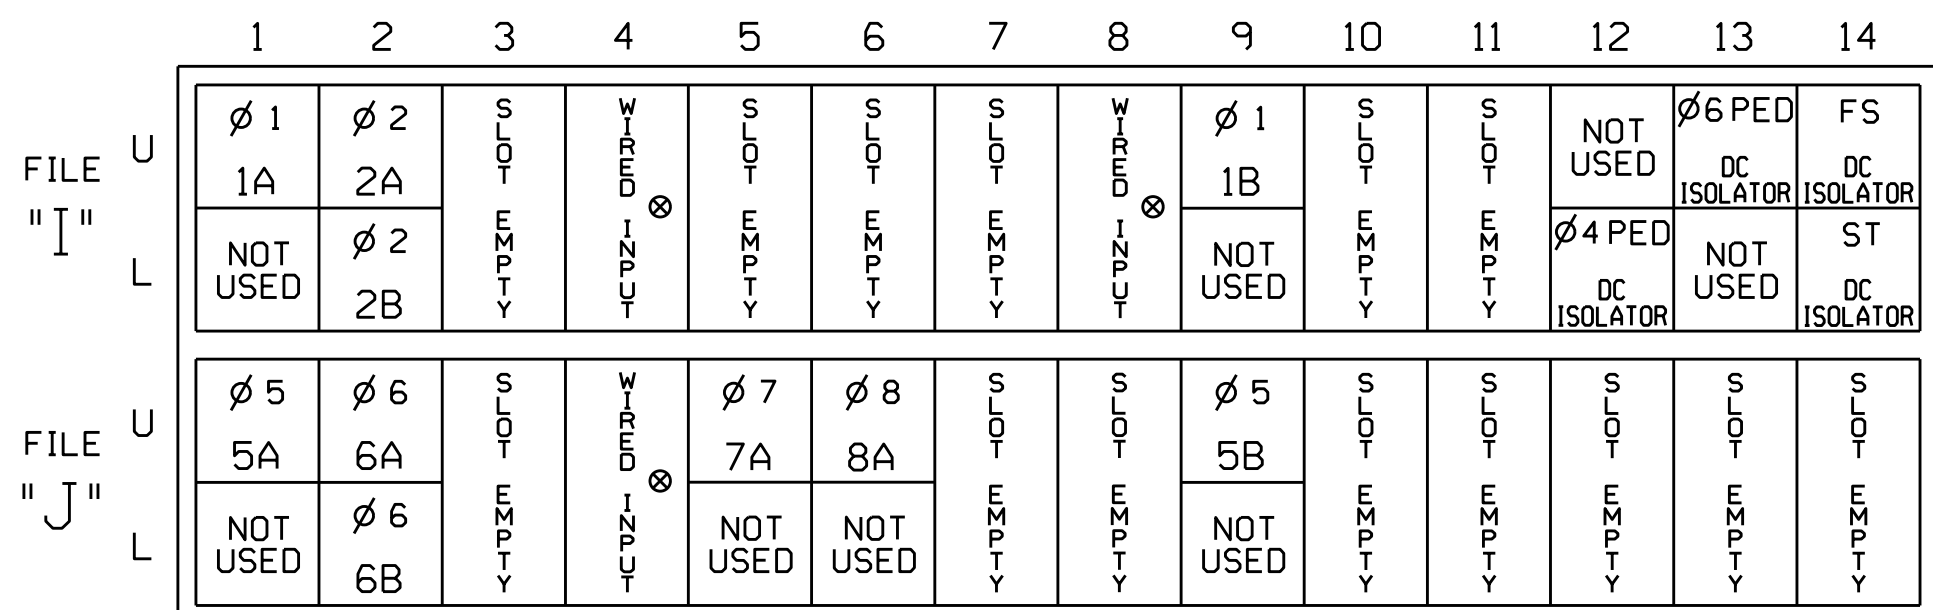 1 2 3 4 5 6 7 8 9 10 11 12 13 14
FILE "I"
U
L
Ø 1 1A
NOT USED
Ø 2 2A
Ø 2 2B
SLOT EMPTY
WIRED INPUT ⊗
SLOT EMPTY
SLOT EMPTY
SLOT EMPTY
WIRED INPUT ⊗
Ø 1 1B
NOT USED
SLOT EMPTY
SLOT EMPTY
NOT USED
Ø4 PED DC ISOLATOR
Ø6 PED DC ISOLATOR
NOT USED
FS DC ISOLATOR
ST DC ISOLATOR
FILE "J"
U
L
Ø 5 5A
NOT USED
Ø 6 6A
Ø 6 6B
SLOT EMPTY
WIRED INPUT ⊗
Ø 7 7A
NOT USED
Ø 8 8A
NOT USED
SLOT EMPTY
SLOT EMPTY
Ø 5 5B
NOT USED
SLOT EMPTY
SLOT EMPTY
SLOT EMPTY
SLOT EMPTY
SLOT EMPTY